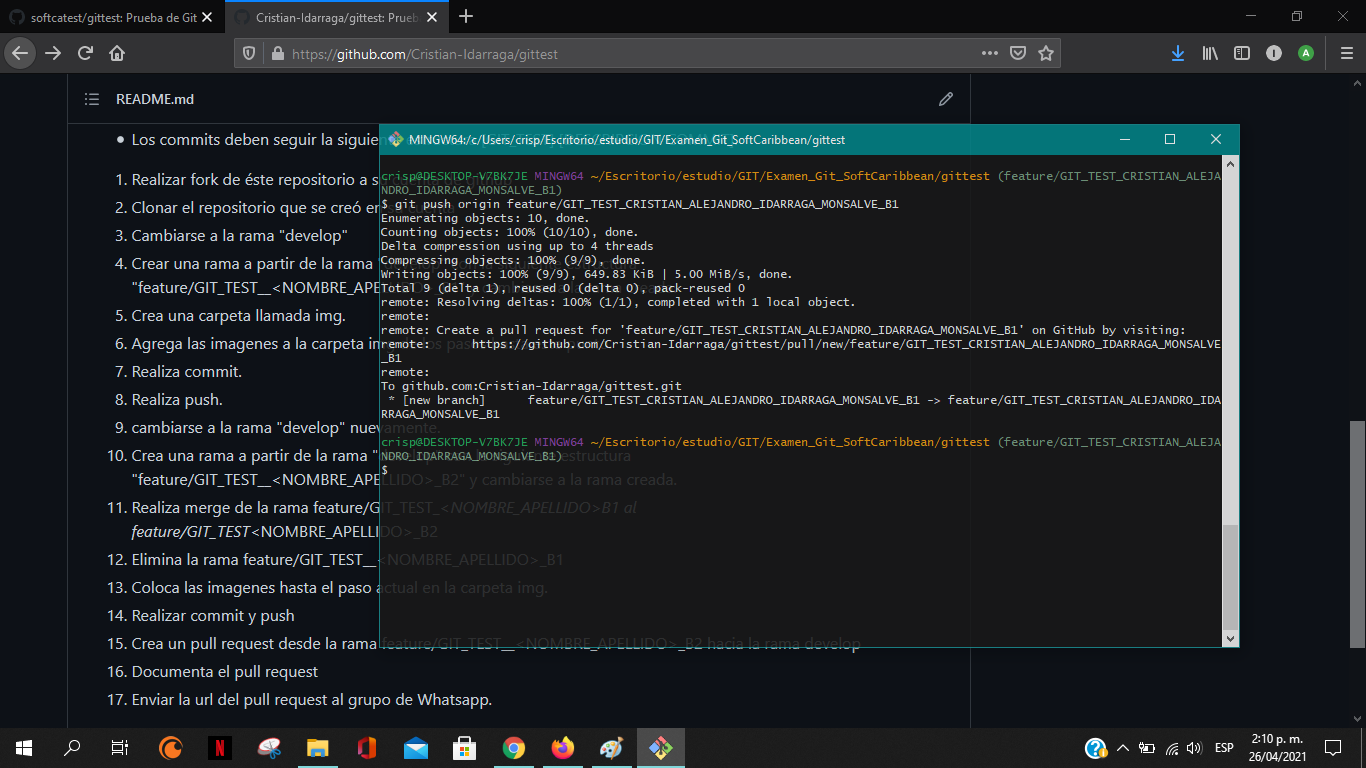 softcatest/gittest: Prueba de Git
Cristian-Idarraga/gittest: Prueb
https://github.com/Cristian-Idarraga/gittest
README.md
Los commits deben seguir la siguien
1. Realizar fork de éste repositorio a s
2. Clonar el repositorio que se creó en
3. Cambiarse a la rama "develop"
4. Crear una rama a partir de la rama
"feature/GIT_TEST__<NOMBRE_APE
5. Crea una carpeta llamada img.
6. Agrega las imagenes a la carpeta im
7. Realiza commit.
8. Realiza push.
9. cambiarse a la rama "develop" nuevamente.
10. Crea una rama a partir de la rama "develop" estructura
"feature/GIT_TEST__<NOMBRE_APELLIDO>_B2" y cambiarse a la rama creada.
11. Realiza merge de la rama feature/GIT_TEST_<NOMBRE_APELLIDO>B1 al
feature/GIT_TEST<NOMBRE_APELLIDO>_B2
12. Elimina la rama feature/GIT_TEST__<NOMBRE_APELLIDO>_B1
13. Coloca las imagenes hasta el paso actual en la carpeta img.
14. Realizar commit y push
15. Crea un pull request desde la rama feature/GIT_TEST__<NOMBRE_APELLIDO>_B2 hacia la rama develop
16. Documenta el pull request
17. Enviar la url del pull request al grupo de Whatsapp.
MINGW64:/c/Users/crisp/Escritorio/estudio/GIT/Examen_Git_SoftCaribbean/gittest
crisp@DESKTOP-V7BK7JE MINGW64 ~/Escritorio/estudio/GIT/Examen_Git_SoftCaribbean/gittest (feature/GIT_TEST_CRISTIAN_ALEJA
NDRO_IDARRAGA_MONSALVE_B1)
$ git push origin feature/GIT_TEST_CRISTIAN_ALEJANDRO_IDARRAGA_MONSALVE_B1
Enumerating objects: 10, done.
Counting objects: 100% (10/10), done.
Delta compression using up to 4 threads
Compressing objects: 100% (9/9), done.
Writing objects: 100% (9/9), 649.83 KiB | 5.00 MiB/s, done.
Total 9 (delta 1), reused 0 (delta 0), pack-reused 0
remote: Resolving deltas: 100% (1/1), completed with 1 local object.
remote:
remote: Create a pull request for 'feature/GIT_TEST_CRISTIAN_ALEJANDRO_IDARRAGA_MONSALVE_B1' on GitHub by visiting:
remote:      https://github.com/Cristian-Idarraga/gittest/pull/new/feature/GIT_TEST_CRISTIAN_ALEJANDRO_IDARRAGA_MONSALVE
_B1
remote:
To github.com:Cristian-Idarraga/gittest.git
 * [new branch]      feature/GIT_TEST_CRISTIAN_ALEJANDRO_IDARRAGA_MONSALVE_B1 -> feature/GIT_TEST_CRISTIAN_ALEJANDRO_IDA
RRAGA_MONSALVE_B1
crisp@DESKTOP-V7BK7JE MINGW64 ~/Escritorio/estudio/GIT/Examen_Git_SoftCaribbean/gittest (feature/GIT_TEST_CRISTIAN_ALEJA
NDRO_IDARRAGA_MONSALVE_B1)
$
ESP
2:10 p. m.
26/04/2021